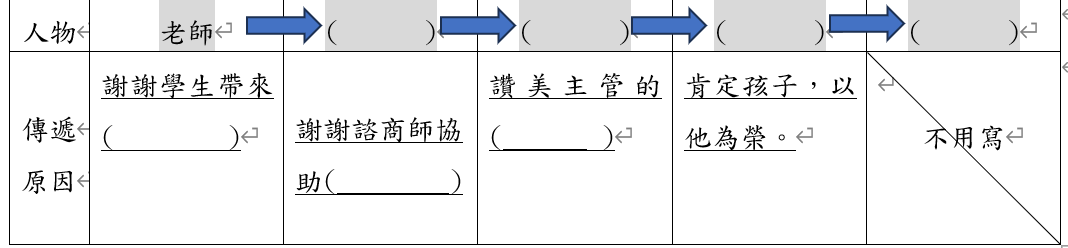 人物 老師 ( ) ( ) ( ) ( )
傳遞原因
謝謝學生帶來
( )
謝謝諮商師協
助( )
讚美主管的
( )
肯定孩子，以
他為榮。
不用寫